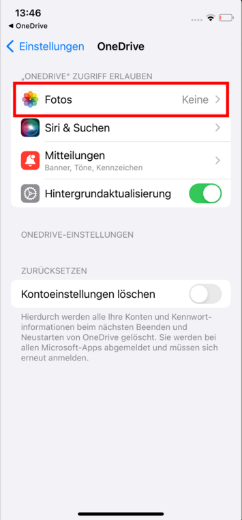 13:46
◀ OneDrive
Einstellungen OneDrive
„ONEDRIVE“ ZUGRIFF ERLAUBEN
Fotos Keine
Siri & Suchen
Mitteilungen
Banner, Töne, Kennzeichen
Hintergrundaktualisierung
ONEDRIVE-EINSTELLUNGEN
ZURÜCKSETZEN
Kontoeinstellungen löschen
Hierdurch werden alle Ihre Konten und Kennwort-
informationen beim nächsten Beenden und
Neustarten von OneDrive gelöscht. Sie werden bei
allen Microsoft-Apps abgemeldet und müssen sich
erneut anmelden.